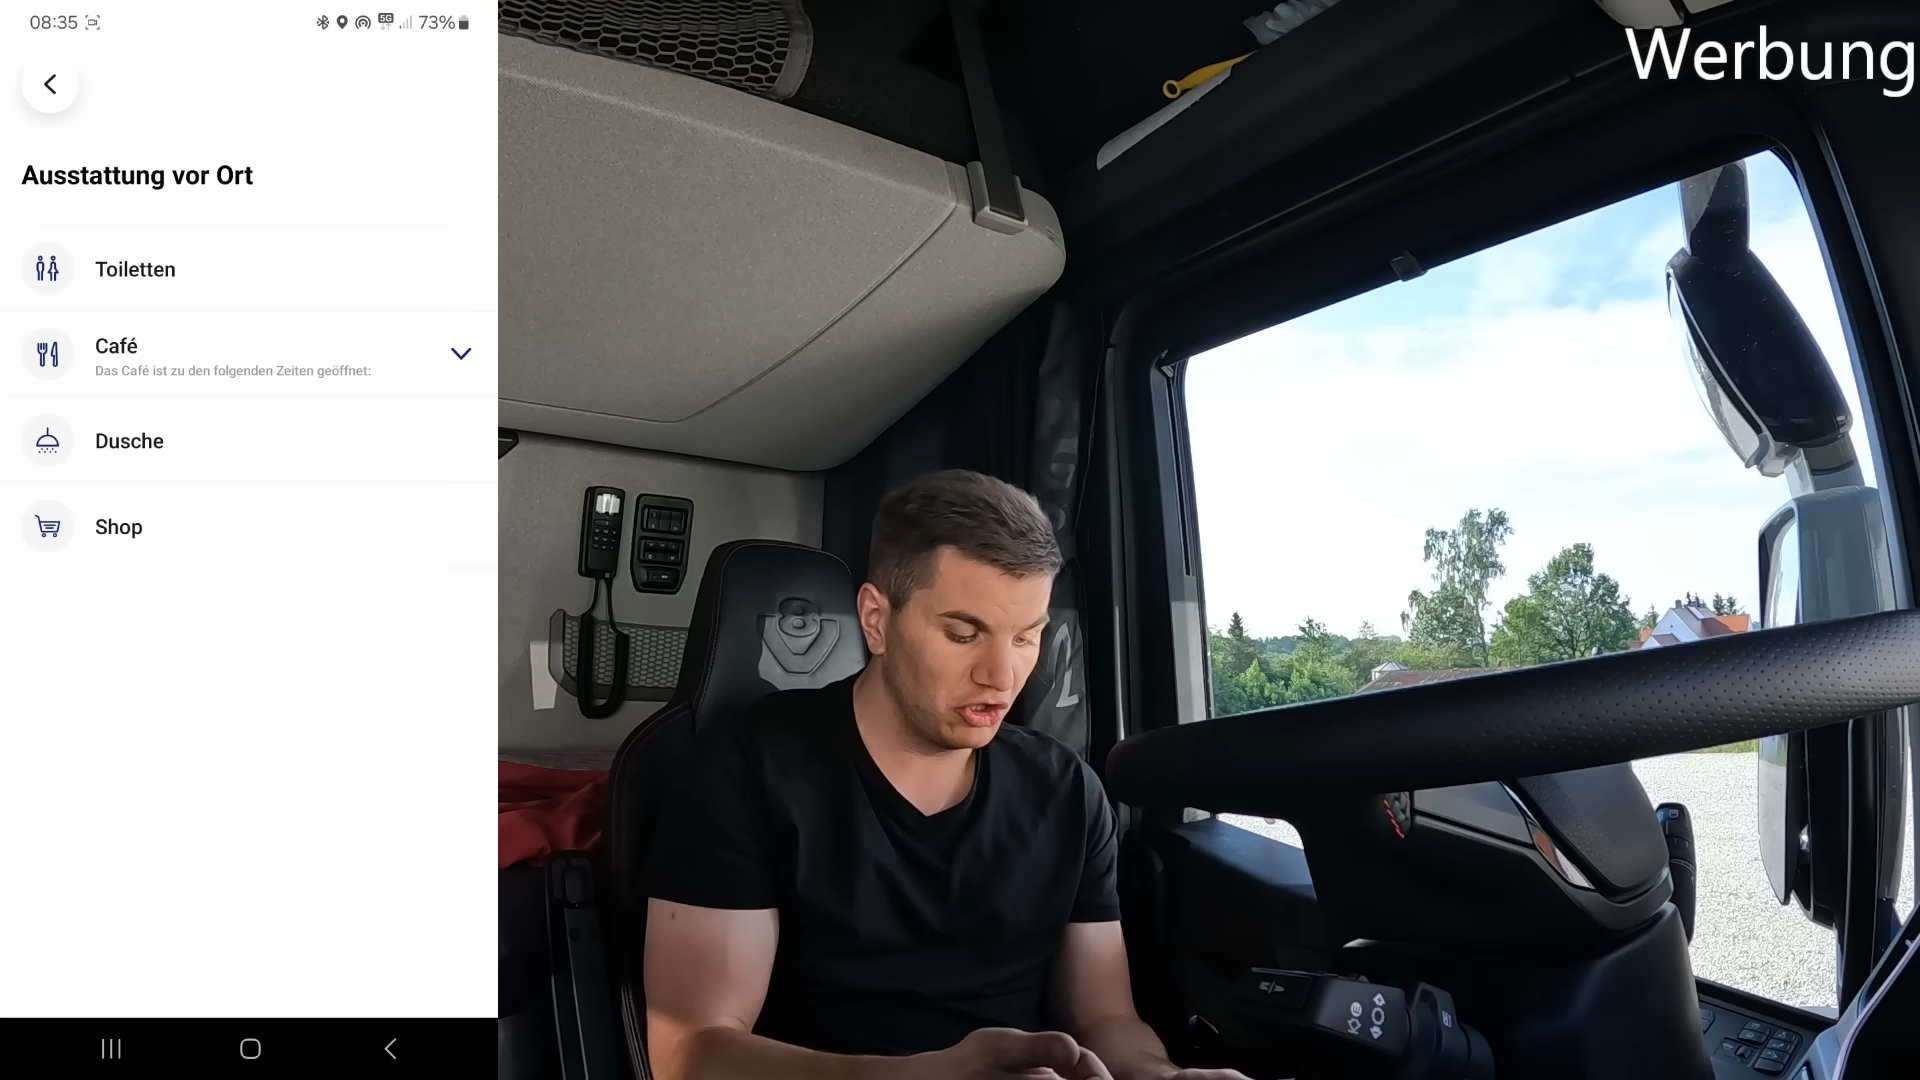 08:35
5G
73%
Ausstattung vor Ort
Toiletten
Café
Das Café ist zu den folgenden Zeiten geöffnet:
Dusche
Shop
Werbung